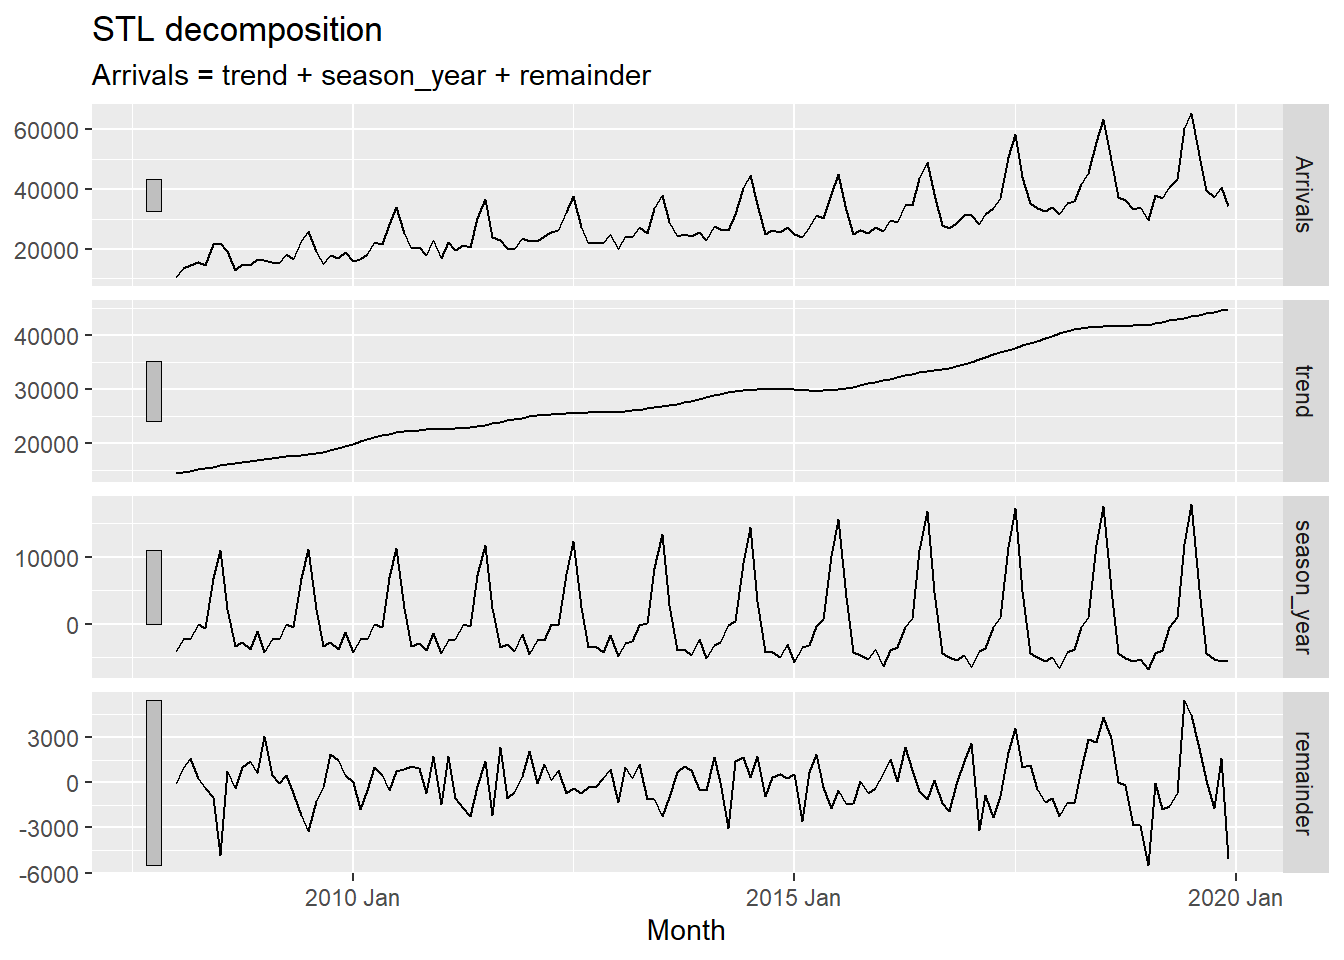 STL decomposition
Arrivals = trend + season_year + remainder
60000
40000
20000
Arrivals
40000
30000
20000
trend
10000
0
season_year
3000
0
-3000
-6000
remainder
2010 Jan
2015 Jan
2020 Jan
Month